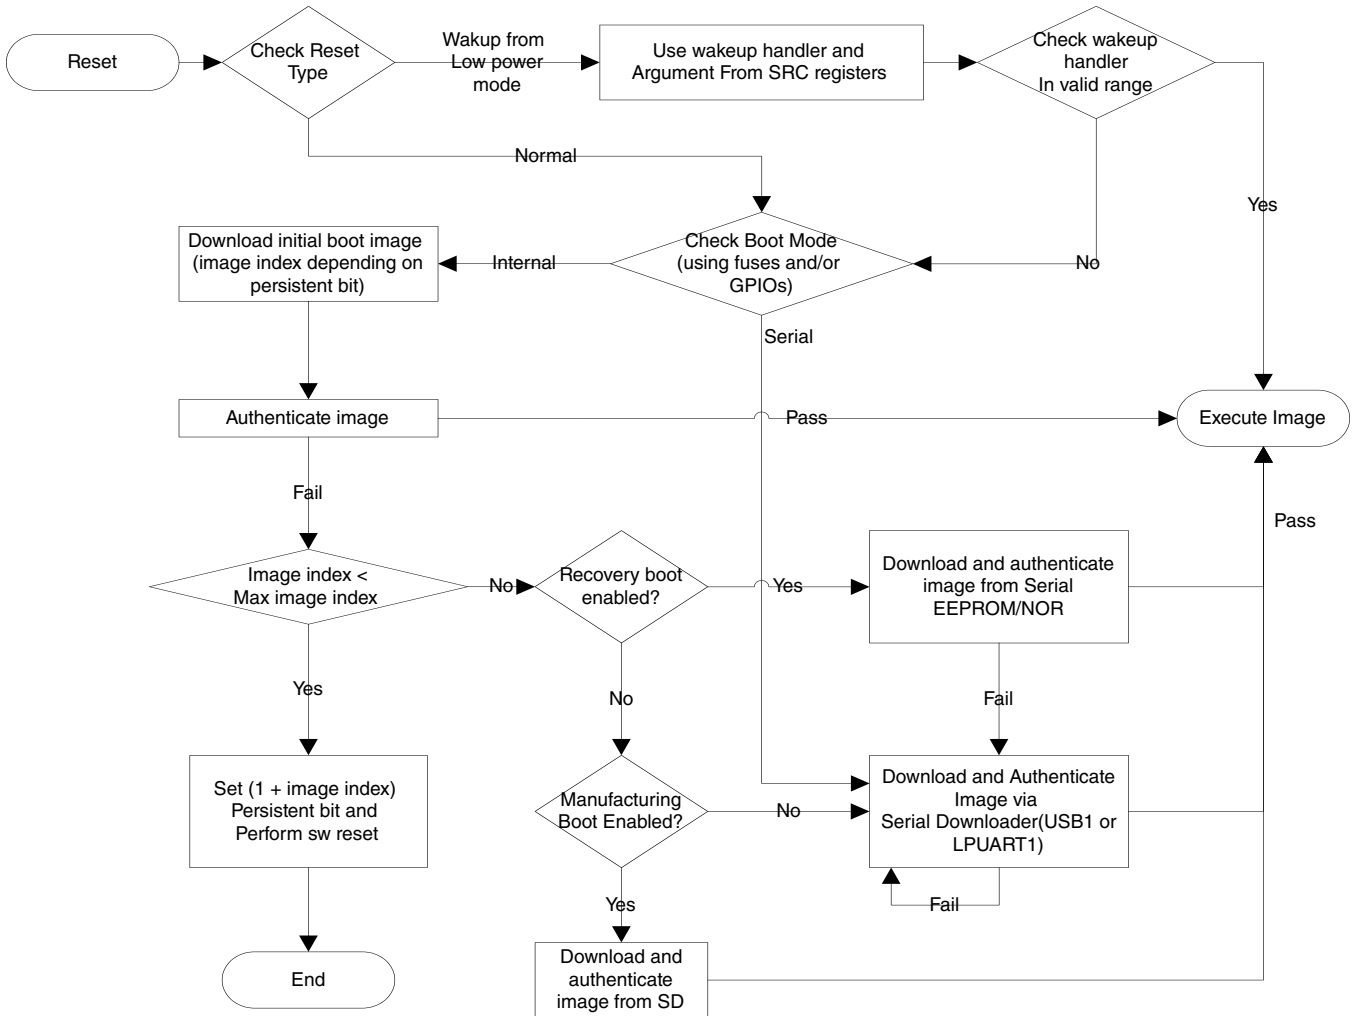 Reset
Check Reset
Type
Wakup from
Low power
mode
Use wakeup handler and
Argument From SRC registers
Check wakeup
handler
In valid range
Normal
Yes
Download initial boot image
(image index depending on
persistent bit)
Internal
Check Boot Mode
(using fuses and/or
GPIOs)
No
Serial
Authenticate image
Pass
Execute Image
Fail
Pass
Image index <
Max image index
No
Recovery boot
enabled?
Yes
Download and authenticate
image from Serial
EEPROM/NOR
Yes
No
Fail
Set (1 + image index)
Persistent bit and
Perform sw reset
Manufacturing
Boot Enabled?
No
Download and Authenticate
Image via
Serial Downloader(USB1 or
LPUART1)
Yes
Fail
End
Download and
authenticate
image from SD